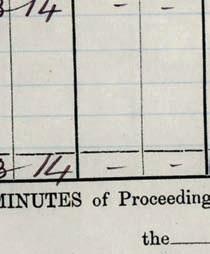 14 - -
14 - -
MINUTES of Proceeding
the